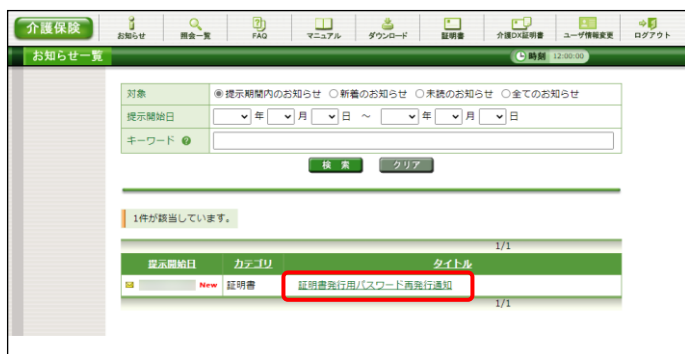 介護保険
お知らせ 照会一覧 FAQ マニュアル ダウンロード 証明書 介護DX証明書 ユーザ情報変更 ログアウト
お知らせ一覧 時刻 12:00:00
対象 提示期間内のお知らせ 新着のお知らせ 未読のお知らせ 全てのお知らせ
提示開始日 年 月 日 ～ 年 月 日
キーワード ?
検 索 クリア
1件が該当しています。
1/1
提示開始日 カテゴリ タイトル
New 証明書 証明書発行用パスワード再発行通知
1/1